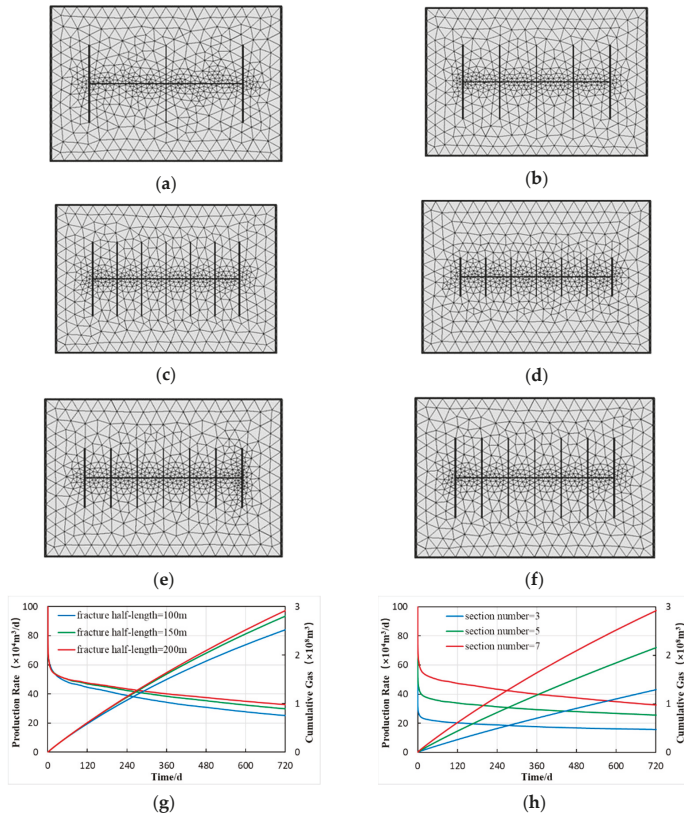 (a)
(b)
(c)
(d)
(e)
(f)
100
80
60
40
20
0
Production Rate (×10⁴m³/d)
fracture half-length=100m
fracture half-length=150m
fracture half-length=200m
3
2
1
0
Cumulative Gas (×10⁸m³)
0 120 240 360 480 600 720
Time/d
(g)
100
80
60
40
20
0
Production Rate (×10⁴m³/d)
section number=3
section number=5
section number=7
3
2
1
0
Cumulative Gas (×10⁸m³)
0 120 240 360 480 600 720
Time/d
(h)